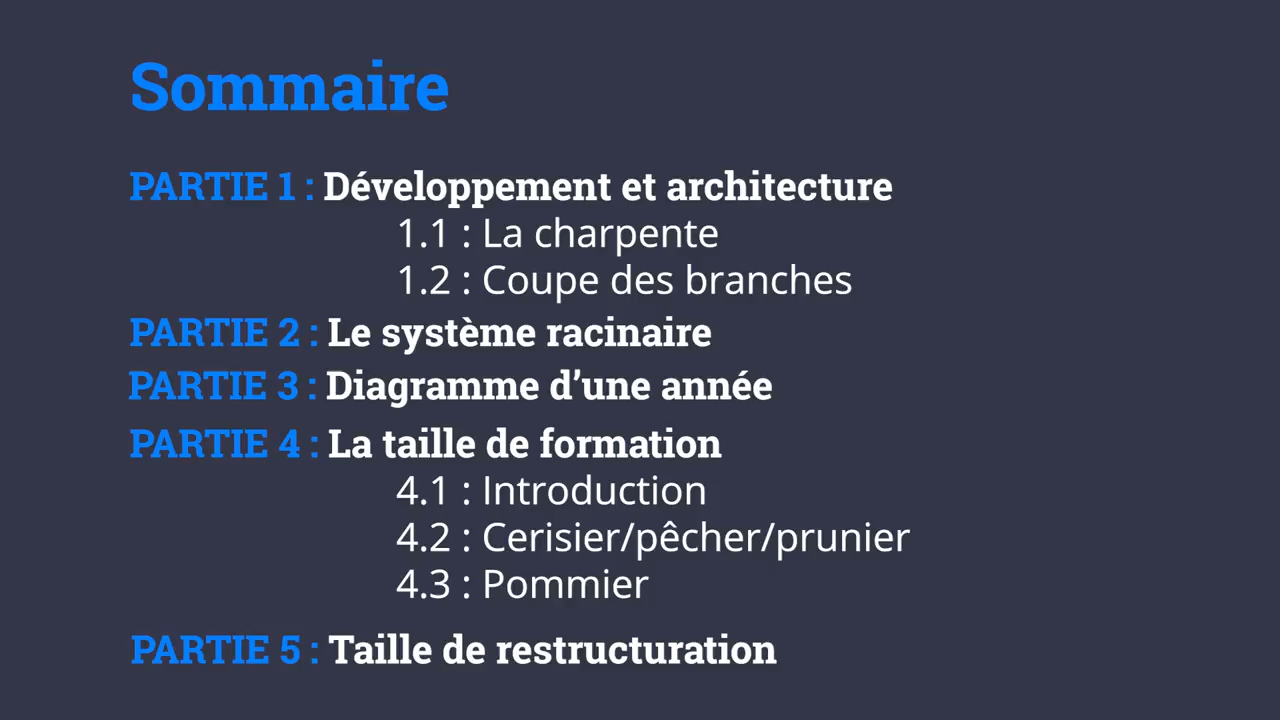 Sommaire
PARTIE 1 : Développement et architecture
1.1 : La charpente
1.2 : Coupe des branches
PARTIE 2 : Le système racinaire
PARTIE 3 : Diagramme d’une année
PARTIE 4 : La taille de formation
4.1 : Introduction
4.2 : Cerisier/pêcher/prunier
4.3 : Pommier
PARTIE 5 : Taille de restructuration